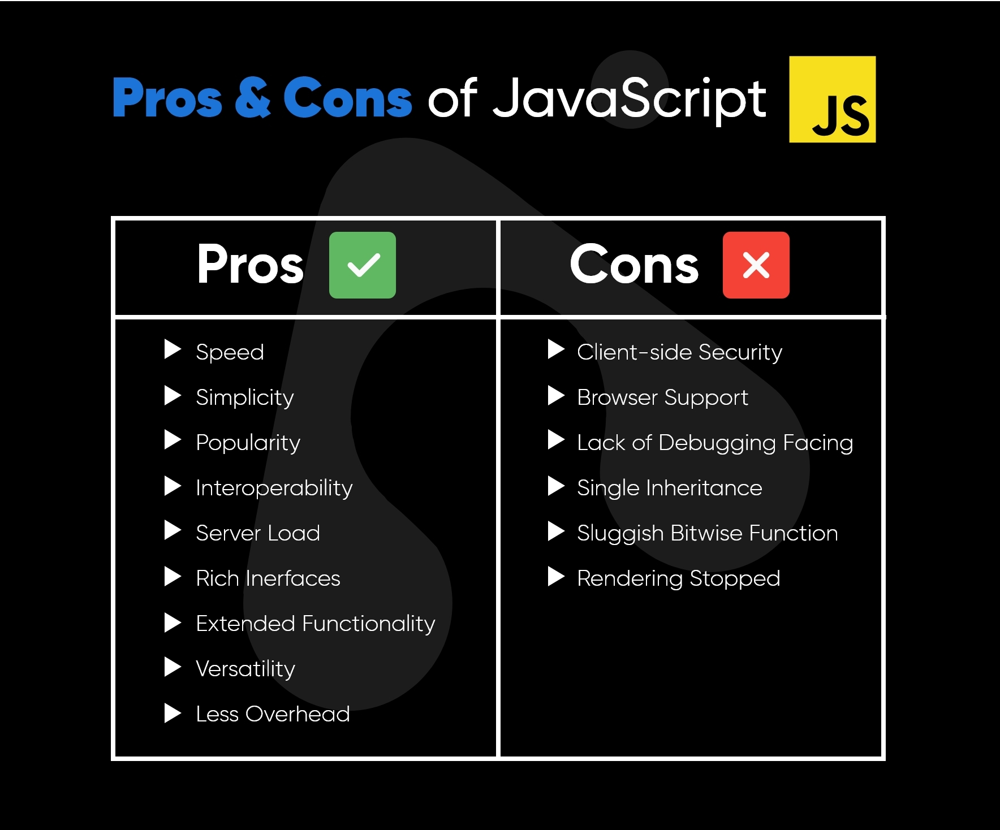 Pros & Cons of JavaScript
JS
Pros
Cons
Speed
Simplicity
Popularity
Interoperability
Server Load
Rich Inerfaces
Extended Functionality
Versatility
Less Overhead
Client-side Security
Browser Support
Lack of Debugging Facing
Single Inheritance
Sluggish Bitwise Function
Rendering Stopped